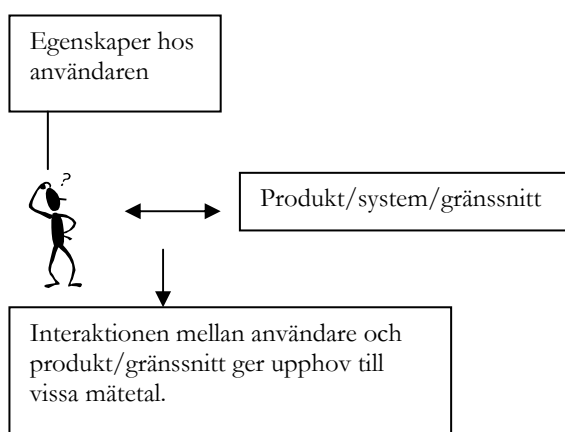 Egenskaper hos
användaren
?
Produkt/system/gränssnitt
Interaktionen mellan användare och
produkt/gränssnitt ger upphov till
vissa mätetal.